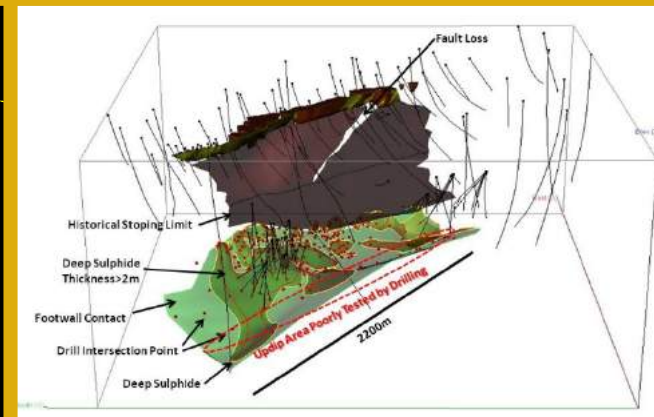 Fault Loss
Historical Stoping Limit
Deep Sulphide
Thickness>2m
Footwall Contact
Drill Intersection Point
Updip Area Poorly Tested by Drilling
2200m
Deep Sulphide